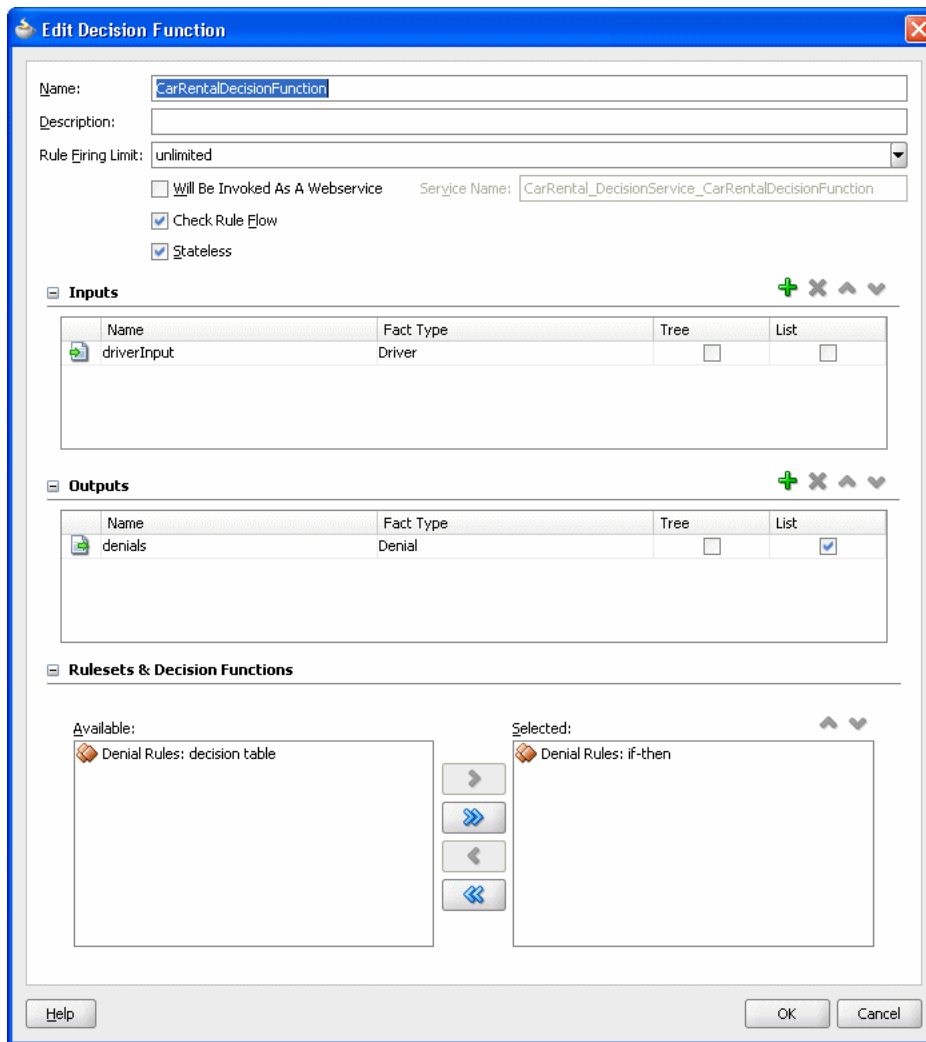 Edit Decision Function
Name: CarRentalDecisionFunction
Description:
Rule Firing Limit: unlimited
Will Be Invoked As A Webservice Service Name: CarRental_DecisionService_CarRentalDecisionFunction
Check Rule Flow
Stateless
Inputs
Name Fact Type Tree List
driverInput Driver
Outputs
Name Fact Type Tree List
denials Denial
Rulesets & Decision Functions
Available: Selected:
Denial Rules: decision table Denial Rules: if-then
Help OK Cancel